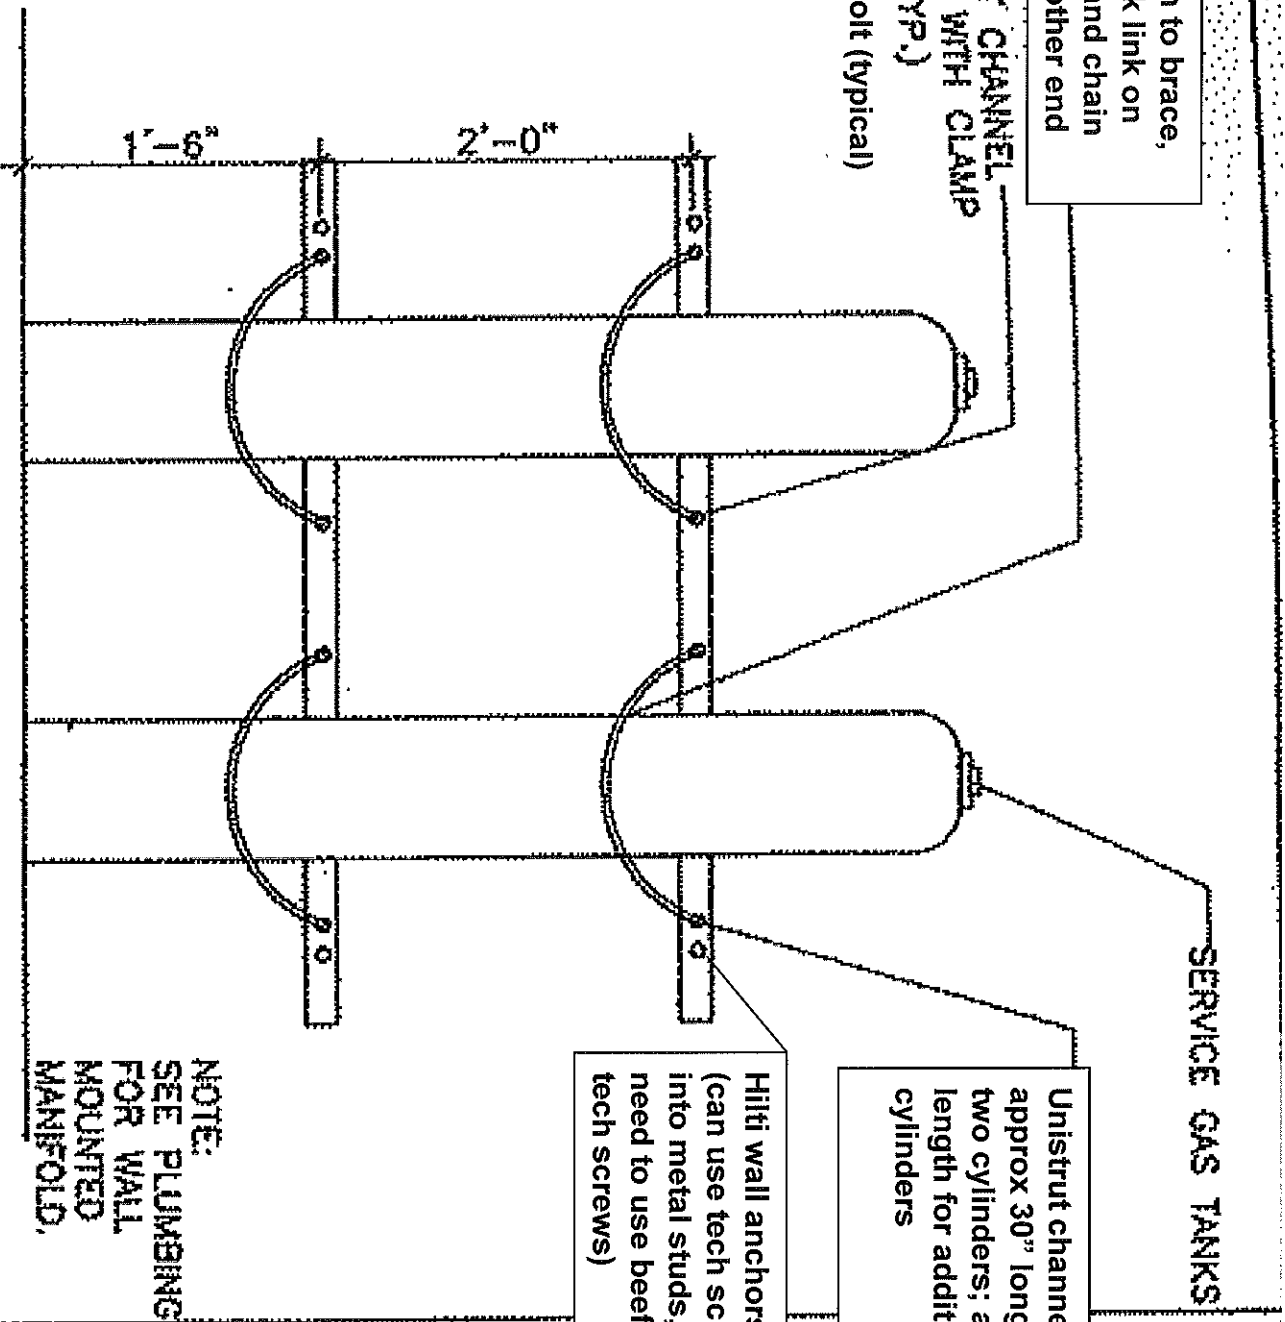 n to brace,
k link on
and chain
other end
CHANNEL
WITH CLAMP
YP.)
olt (typical)
1'-6"
2'-0"
SERVICE GAS TANKS
Unistrut channe
approx 30" long
two cylinders; a
length for addit
cylinders
Hilti wall anchors
(can use tech sc
into metal studs,
need to use beef
tech screws)
NOTE:
SEE PLUMBING
FOR WALL
MOUNTED
MANIFOLD.